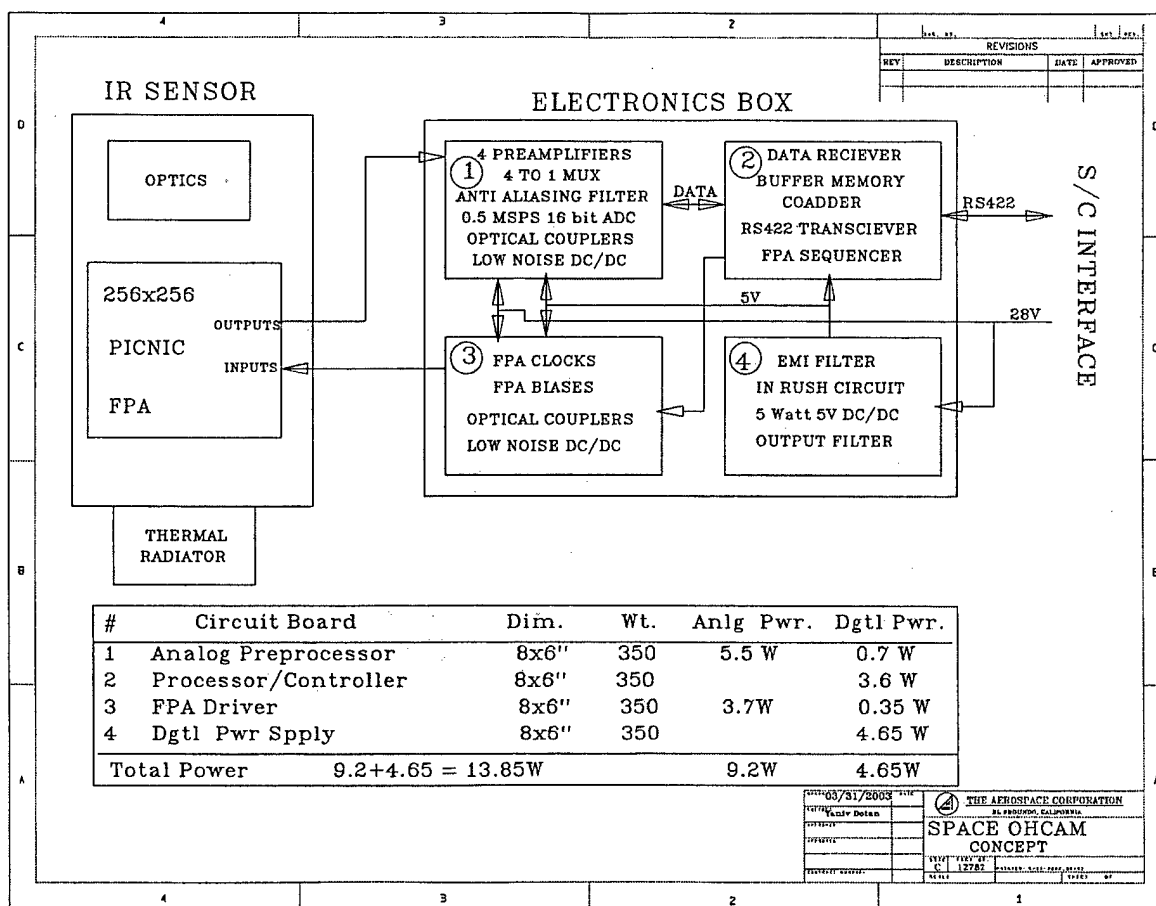 4 3 2
REVISIONS
REV DESCRIPTION DATE APPROVED
IR SENSOR
OPTICS
256x256
PICNIC
FPA
OUTPUTS
INPUTS
THERMAL
RADIATOR
ELECTRONICS BOX
1
4 PREAMPLIFIERS
4 TO 1 MUX
ANTI ALIASING FILTER
0.5 MSPS 16 bit ADC
OPTICAL COUPLERS
LOW NOISE DC/DC
DATA
2
DATA RECIEVER
BUFFER MEMORY
COADDER
RS422 TRANSCIEVER
FPA SEQUENCER
RS422
S/C INTERFACE
5V
28V
3
FPA CLOCKS
FPA BIASES
OPTICAL COUPLERS
LOW NOISE DC/DC
4
EMI FILTER
IN RUSH CIRCUIT
5 Watt 5V DC/DC
OUTPUT FILTER
D
C
B
A
# Circuit Board Dim. Wt. Anlg Pwr. Dgtl Pwr.
1 Analog Preprocessor 8x6" 350 5.5 W 0.7 W
2 Processor/Controller 8x6" 350 3.6 W
3 FPA Driver 8x6" 350 3.7W 0.35 W
4 Dgtl Pwr Spply 8x6" 350 4.65 W
Total Power 9.2+4.65 = 13.85W 9.2W 4.65W
03/31/2003
Yaniv Dotan
THE AEROSPACE CORPORATION
EL SEGUNDO, CALIFORNIA
SPACE OHCAM
CONCEPT
C 12787
4 3 2 1